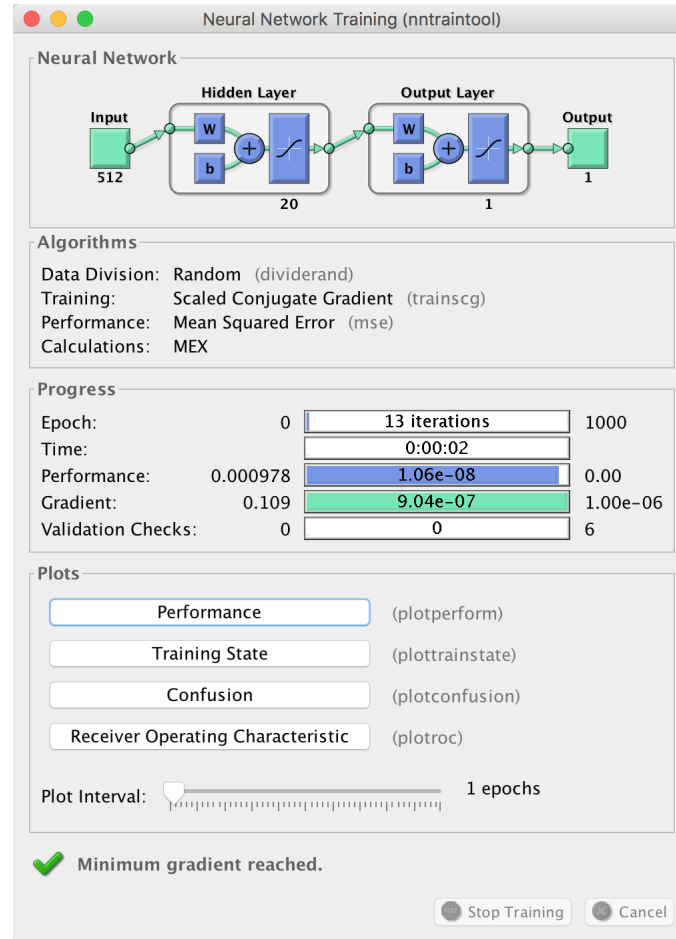 Neural Network Training (nntraintool)
Neural Network
Hidden Layer Output Layer
Input Output
W W
b b
512 20 1 1
Algorithms
Data Division: Random (dividerand)
Training: Scaled Conjugate Gradient (trainscg)
Performance: Mean Squared Error (mse)
Calculations: MEX
Progress
Epoch: 0 13 iterations 1000
Time: 0:00:02
Performance: 0.000978 1.06e-08 0.00
Gradient: 0.109 9.04e-07 1.00e-06
Validation Checks: 0 0 6
Plots
Performance (plotperform)
Training State (plottrainstate)
Confusion (plotconfusion)
Receiver Operating Characteristic (plotroc)
Plot Interval: 1 epochs
Minimum gradient reached.
Stop Training Cancel